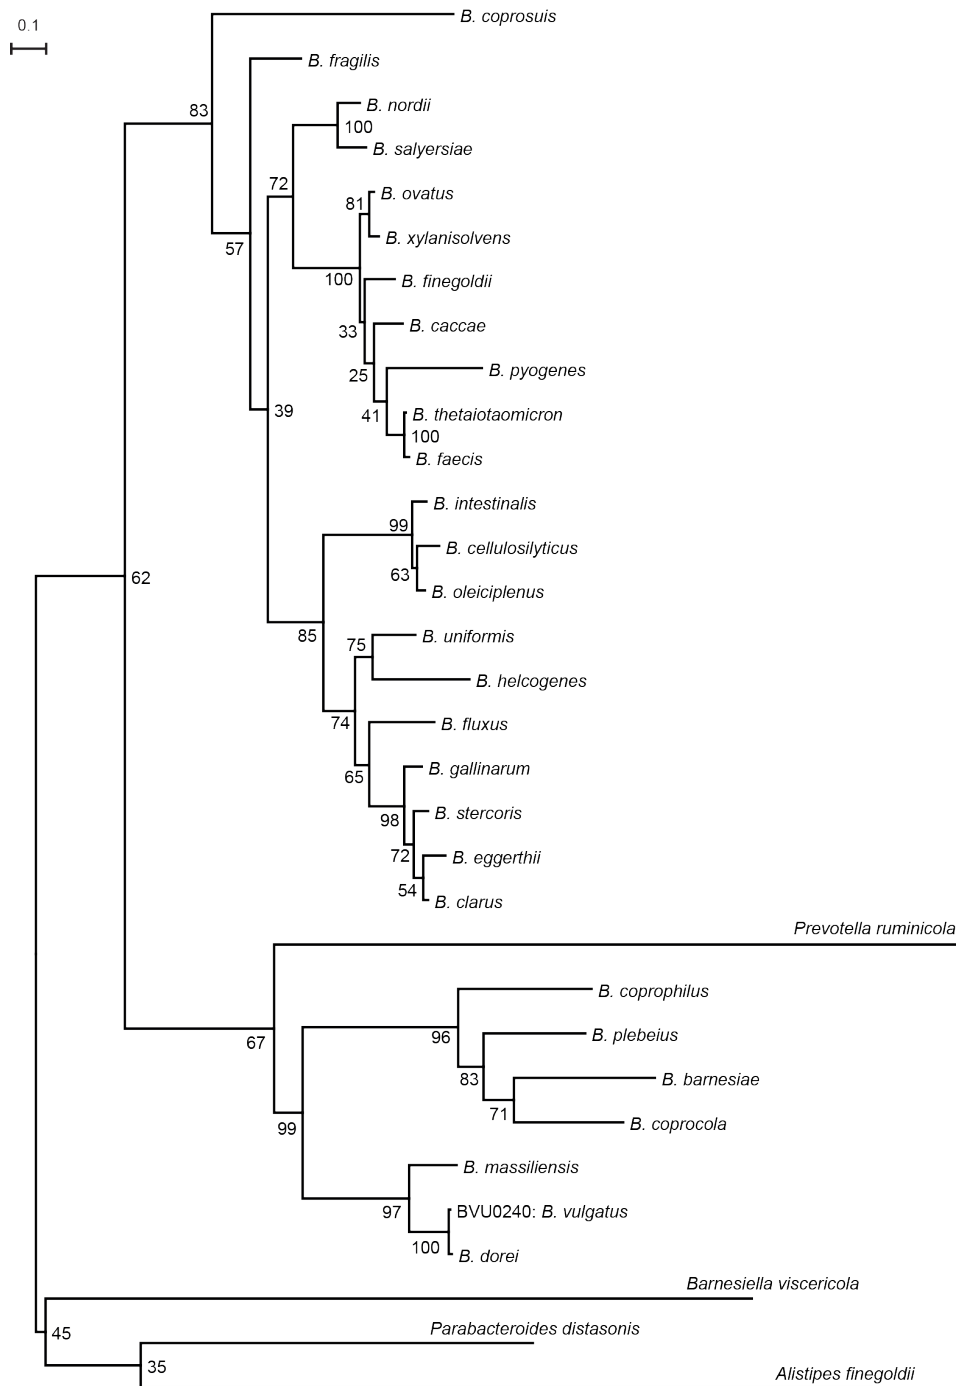 0.1
B. coprosuis
B. fragilis
83
B. nordii
100
B. salyersiae
72
B. ovatus
81
B. xylanisolvens
57
100
B. finegoldii
33
B. caccae
25
B. pyogenes
39
41
B. thetaiotaomicron
100
B. faecis
B. intestinalis
99
B. cellulosilyticus
63
62
B. oleiciplenus
85
B. uniformis
75
B. helcogenes
74
B. fluxus
65
B. gallinarum
98
B. stercoris
72
B. eggerthii
54
B. clarus
Prevotella ruminicola
B. coprophilus
67
96
B. plebeius
83
B. barnesiae
71
99
B. coprocola
B. massiliensis
97
BVU0240: B. vulgatus
100
B. dorei
Barnesiella viscericola
45
Parabacteroides distasonis
35
Alistipes finegoldii